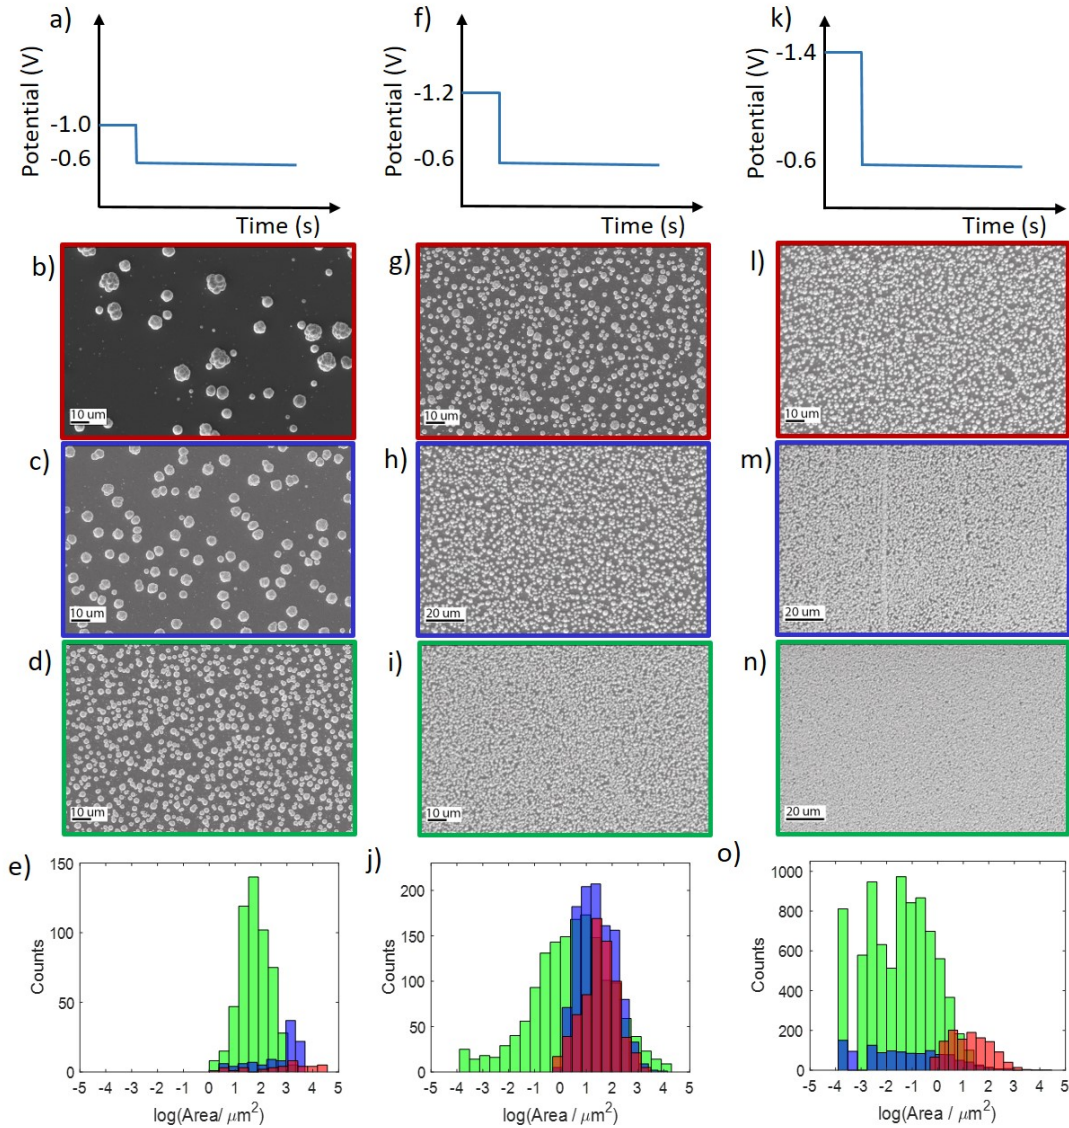 a)
Potential (V)
-1.0
-0.6
Time (s)
f)
Potential (V)
-1.2
-0.6
Time (s)
k)
Potential (V)
-1.4
-0.6
Time (s)
b)
10 um
g)
10 um
l)
10 um
c)
10 um
h)
20 um
m)
20 um
d)
10 um
i)
10 um
n)
20 um
e)
150
100
50
0
Counts
-5 -4 -3 -2 -1 0 1 2 3 4 5
log(Area/ μm²)
j)
200
150
100
50
0
Counts
-5 -4 -3 -2 -1 0 1 2 3 4 5
log(Area / μm²)
o)
1000
800
600
400
200
0
Counts
-5 -4 -3 -2 -1 0 1 2 3 4 5
log(Area / μm²)